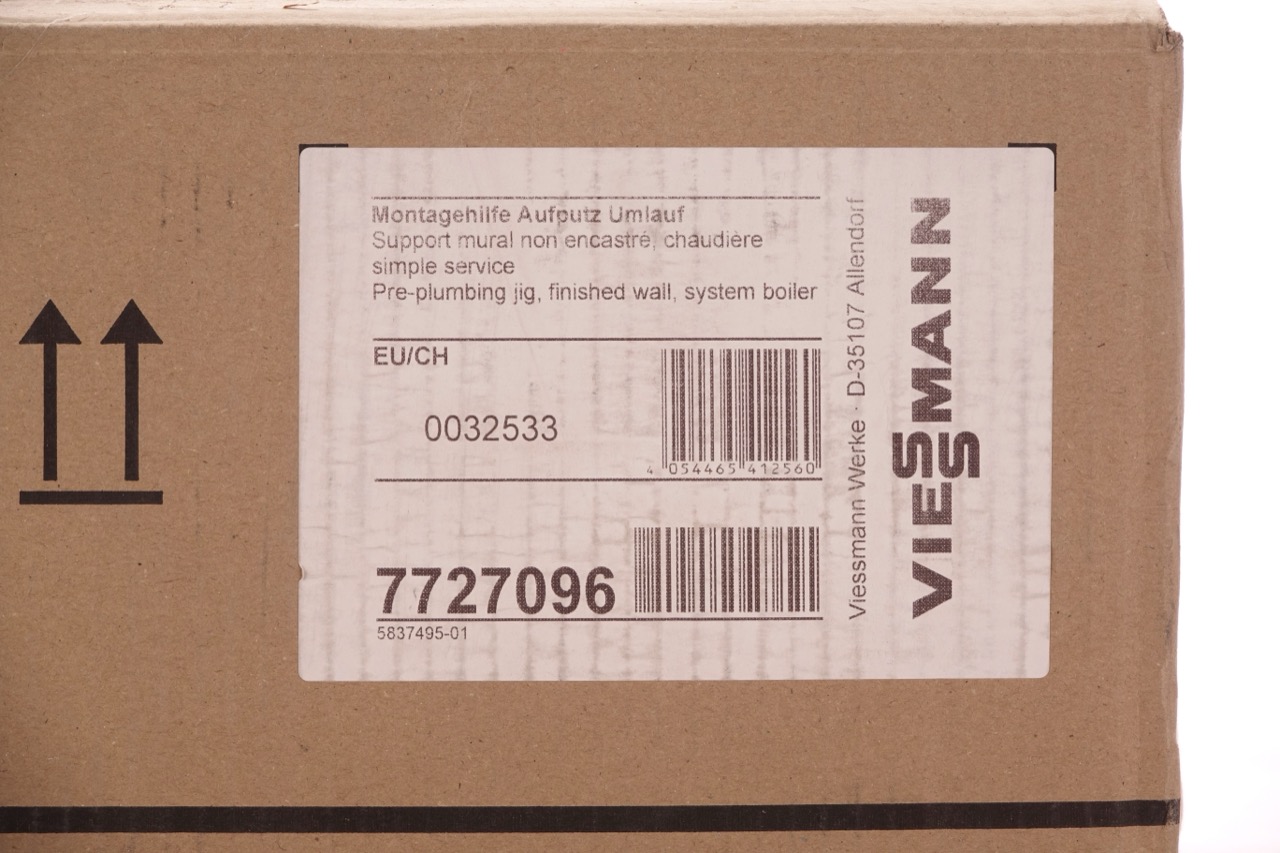 Montagehilfe Aufputz Umlauf
Support mural non encastré, chaudière
simple service
Pre-plumbing jig, finished wall, system boiler
EU/CH
0032533
4 054465 412560
7727096
5837495-01
Viessmann Werke · D-35107 Allendorf
VIESSMANN